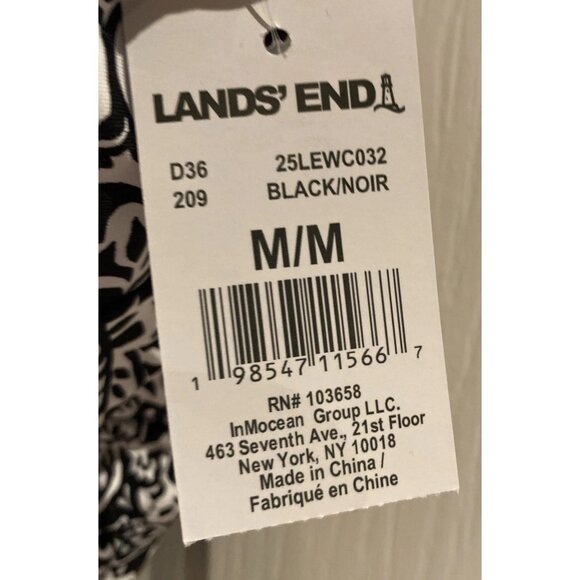 LANDS' END
D36 25LEWC032
209 BLACK/NOIR
M/M
1 98547 11566 7
RN# 103658
InMocean Group LLC.
463 Seventh Ave., 21st Floor
New York, NY 10018
Made in China /
Fabriqué en Chine